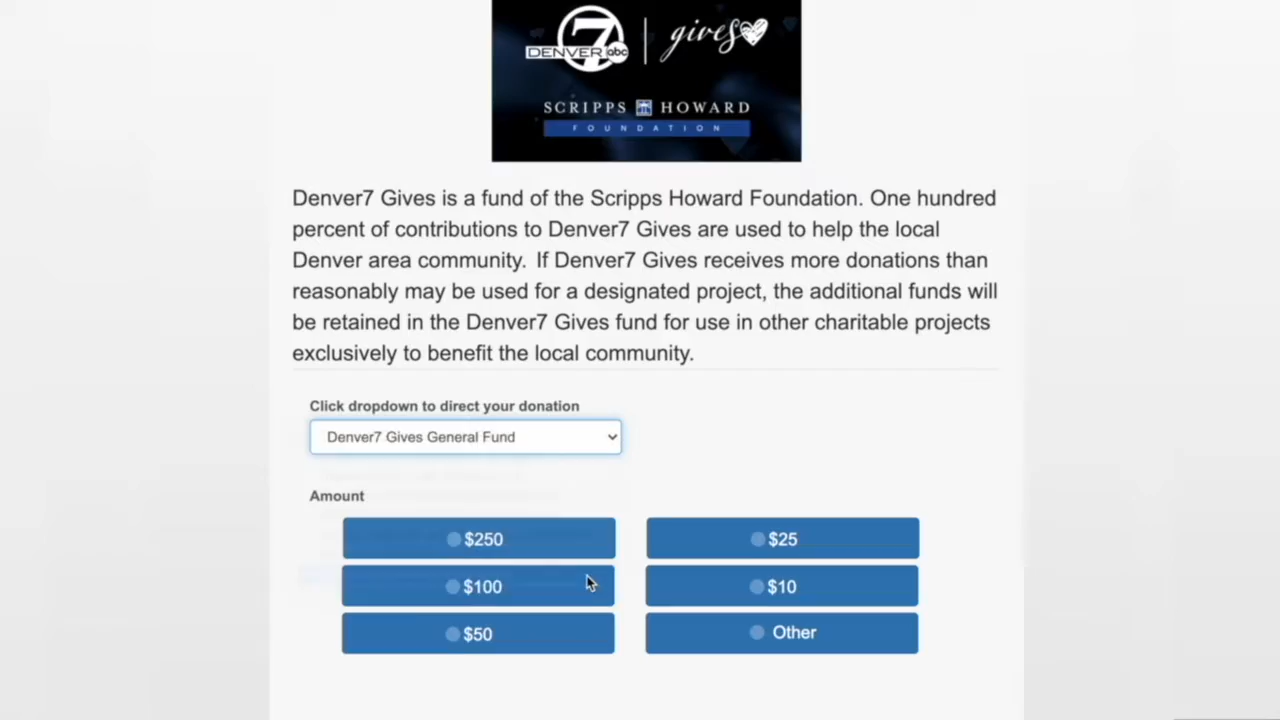 7
DENVER abc
gives
SCRIPPS HOWARD
FOUNDATION
Denver7 Gives is a fund of the Scripps Howard Foundation. One hundred
percent of contributions to Denver7 Gives are used to help the local
Denver area community. If Denver7 Gives receives more donations than
reasonably may be used for a designated project, the additional funds will
be retained in the Denver7 Gives fund for use in other charitable projects
exclusively to benefit the local community.
Click dropdown to direct your donation
Denver7 Gives General Fund
Amount
$250 $25
$100 $10
$50 Other